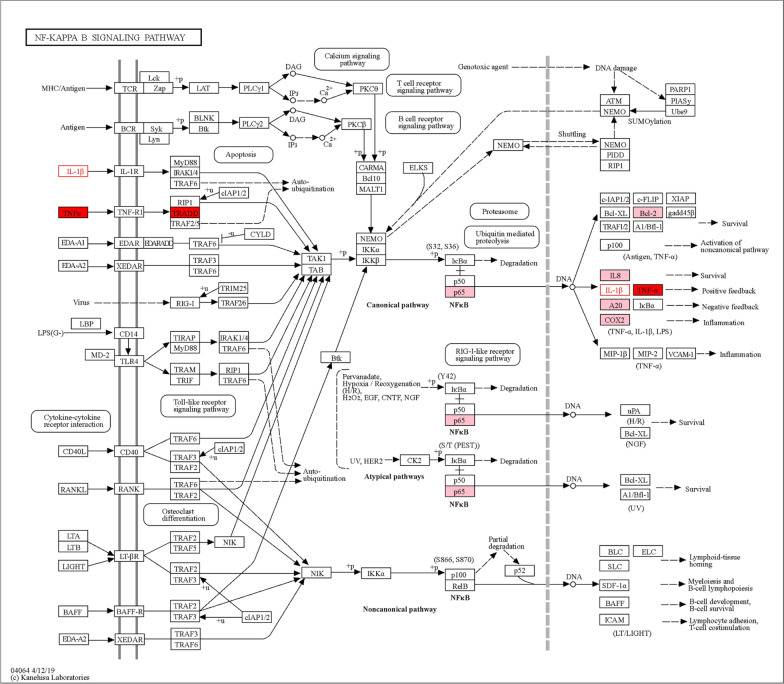 NF-KAPPA B SIGNALING PATHWAY
Calcium signaling
pathway
T cell receptor
signaling pathway
B cell receptor
signaling pathway
MHC/Antigen
TCR
Lck
Zap
+p
LAT
PLCγ1
DAG
IP3
Ca2+
PKCθ
Antigen
BCR
Syk
Lyn
+p
BLNK
Btk
PLCγ2
DAG
IP3
Ca2+
PKCβ
+p
+p
CARMA
Bcl10
MALT1
ELKS
Genotoxic agent
DNA damage
ATM
NEMO
PARP1
PIASy
Ubc9
SUMOylation
Shuttling
NEMO
NEMO
PIDD
RIP1
Apoptosis
IL-1β
IL-1R
MyD88
IRAK1/4
TRAF6
Auto-
ubiquitination
TNFα
TNF-R1
RIP1
TRADD
TRAF2/5
+u
cIAP1/2
EDA-A1
EDAR
EDARADD
TRAF6
CYLD
EDA-A2
XEDAR
TRAF3
TRAF6
TAK1
TAB
+p
NEMO
IKKα
IKKβ
+p
(S32, S36)
Proteasome
Ubiquitin mediated
proteolysis
IκBα
p50
p65
NFκB
Degradation
Canonical pathway
DNA
c-IAP1/2
c-FLIP
XIAP
Bcl-XL
Bcl-2
gadd45β
TRAF1/2
A1/Bfl-1
Survival
p100
Activation of
noncanonical pathway
(Antigen, TNF-α)
IL8
Survival
IL-1β
TNF-α
Positive feedback
A20
IκBα
Negative feedback
COX2
Inflammation
(TNF-α, IL-1β, LPS)
MIP-1β
MIP-2
VCAM-1
Inflammation
(TNF-α)
Virus
RIG-I
+u
TRIM25
TRAF26
LPS(G-)
LBP
CD14
MD-2
TLR4
TIRAP
MyD88
IRAK1/4
TRAF6
TRAM
TRIF
RIP1
TRAF6
Toll-like receptor
signaling pathway
Btk
RIG-I-like receptor
signaling pathway
Pervanadate,
Hypoxia / Reoxygenation
(H/R),
H2O2, EGF, CNTF, NGF
+p
(Y42)
IκBα
p50
p65
NFκB
Degradation
DNA
uPA
(H/R)
Bcl-XL
(NGF)
Survival
Cytokine-cytokine
receptor interaction
CD40L
CD40
TRAF6
TRAF3
TRAF2
cIAP1/2
+u
Auto-
ubiquitination
RANKL
RANK
TRAF6
TRAF2
UV, HER2
CK2
+p
(S/T (PEST))
IκBα
p50
p65
NFκB
Degradation
Atypical pathways
DNA
Bcl-XL
A1/Bfl-1
(UV)
Survival
Osteoclast
differentiation
LTA
LTB
LIGHT
LT-βR
TRAF2
TRAF5
NIK
TRAF2
TRAF3
+u
BAFF
BAFF-R
TRAF2
TRAF3
+u
cIAP1/2
EDA-A2
XEDAR
TRAF3
TRAF6
NIK
+p
IKKα
+p
(S866, S870)
p100
RelB
NFκB
Partial
degradation
p52
Noncanonical pathway
DNA
BLC
ELC
SLC
Lymphoid-tissue
homing
SDF-1α
Myeloiesis and
B-cell lymphopoiesis
BAFF
B-cell development,
B-cell survival
ICAM
Lymphocyte adhesion,
T-cell costimulation
(LT/LIGHT)
04064 4/12/19
(c) Kanehisa Laboratories